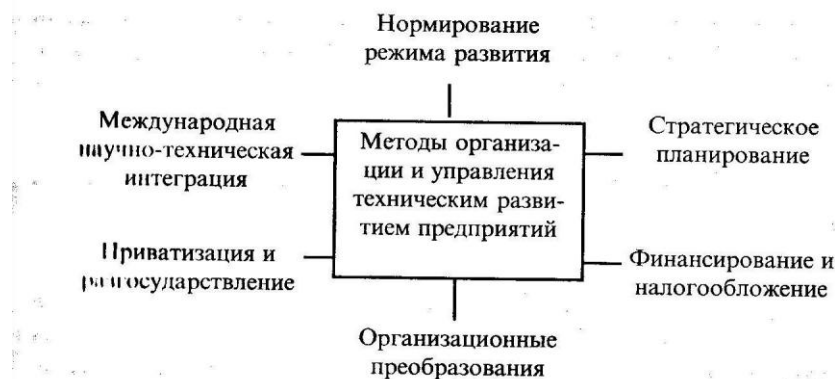 Нормирование
режима развития
Международная
научно-техническая
интеграция
Методы организа-
ции и управления
техническим разви-
тием предприятий
Стратегическое
планирование
Приватизация и
разгосударствление
Финансирование и
налогообложение
Организационные
преобразования